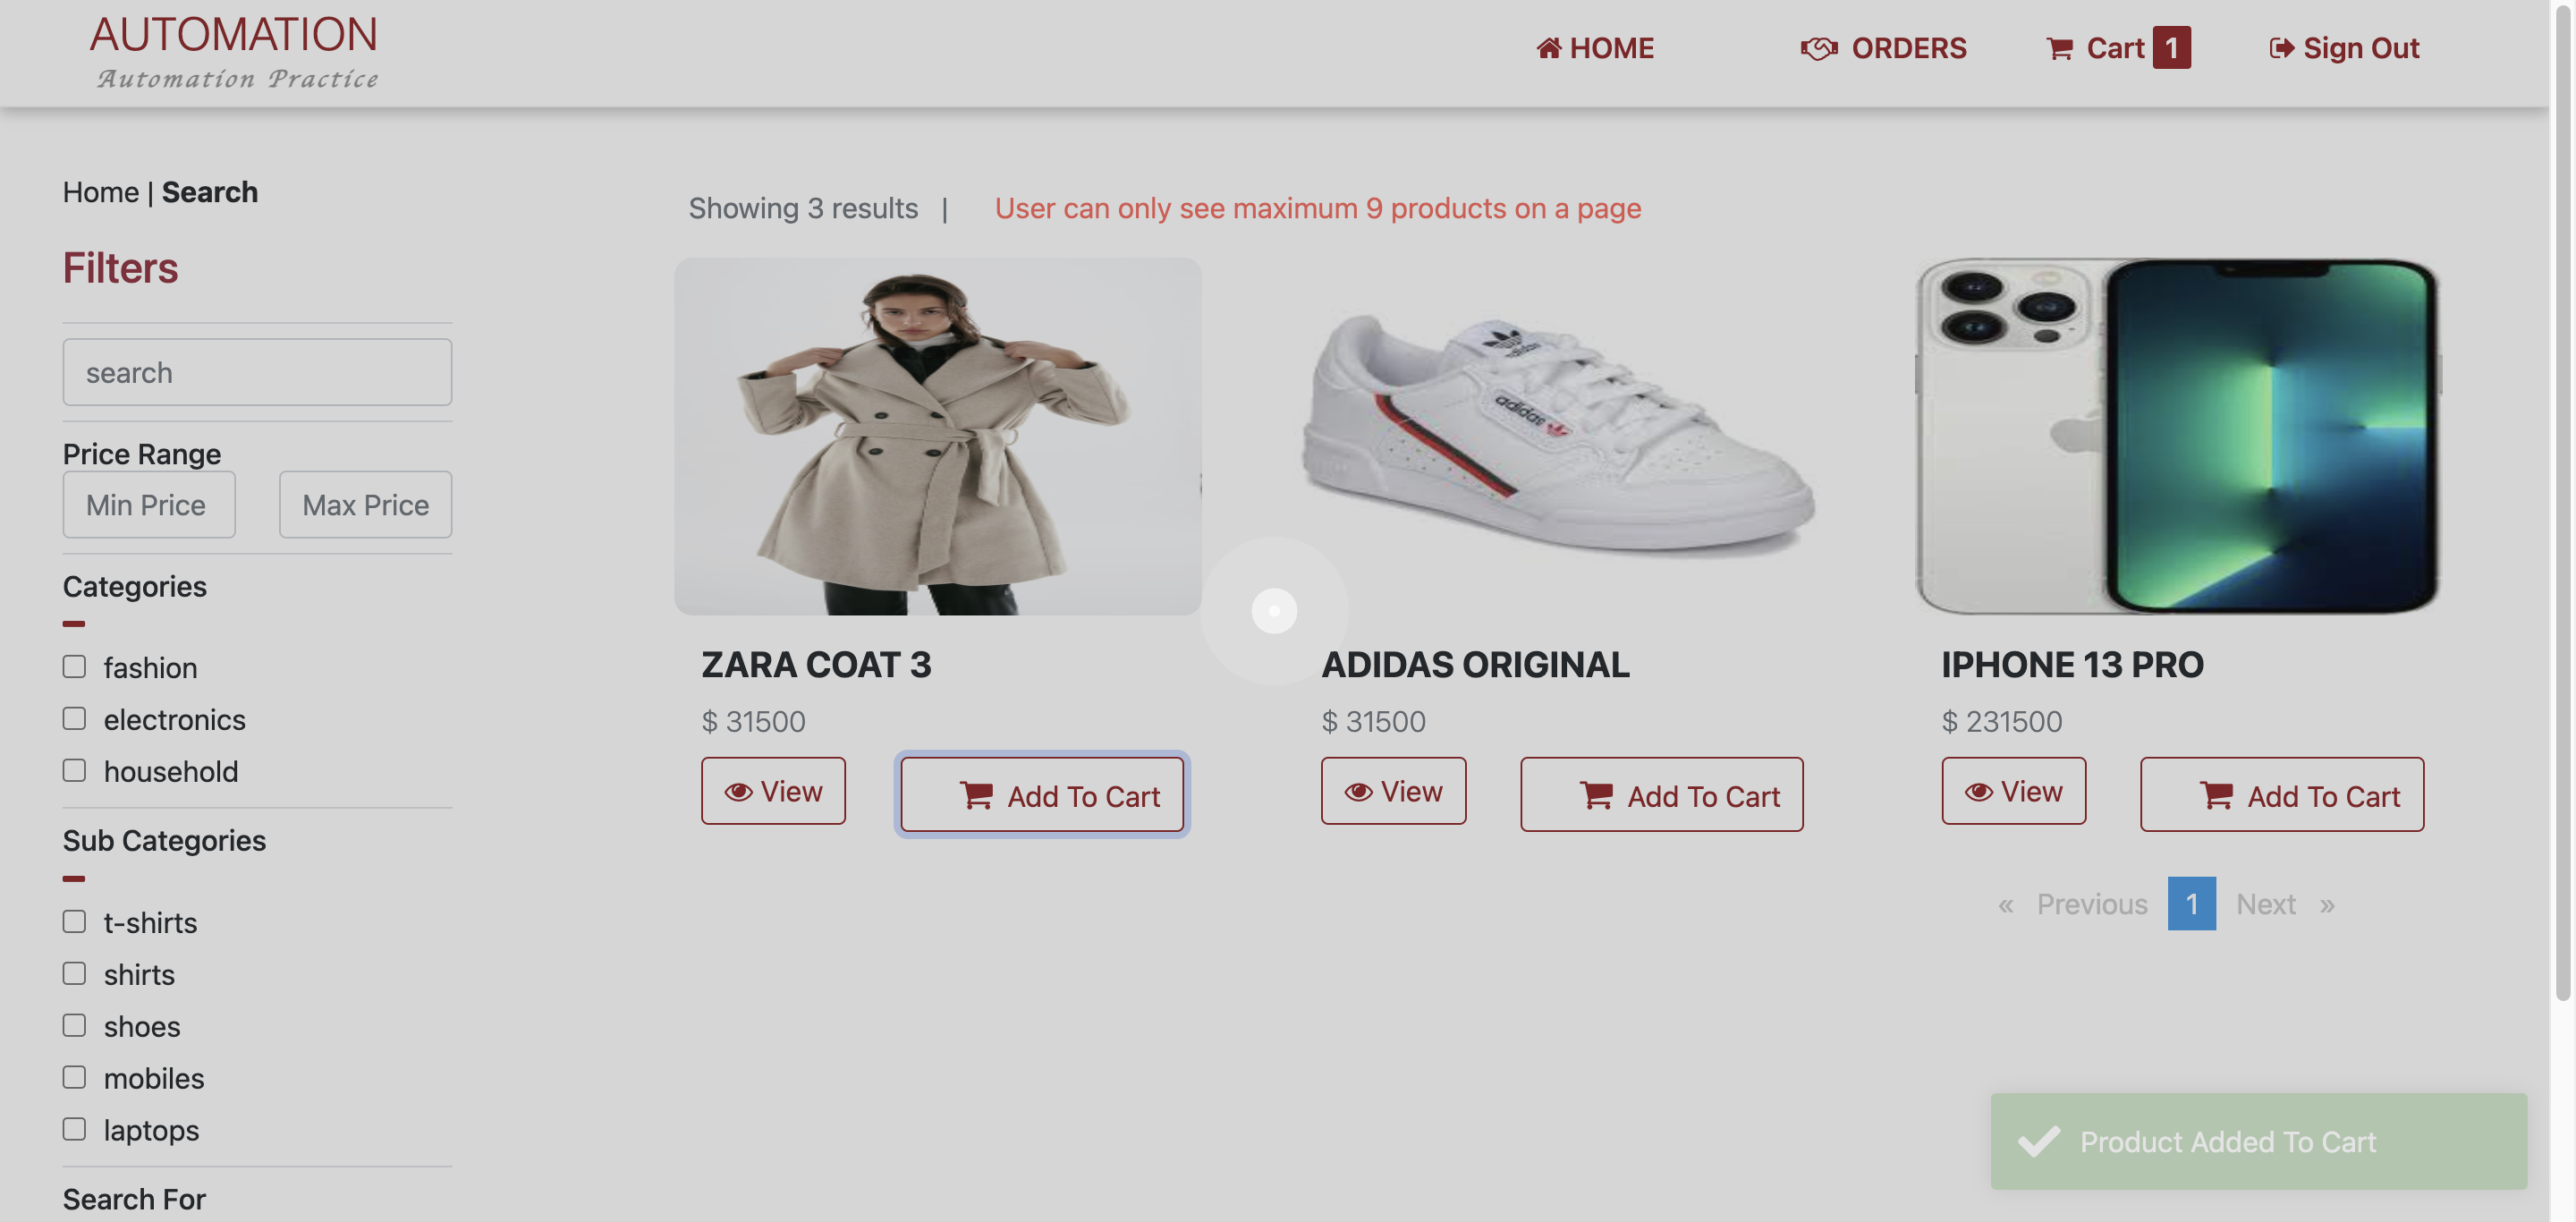 AUTOMATION
Automation Practice
HOME
ORDERS
Cart 1
Sign Out
Home | Search
Showing 3 results |
User can only see maximum 9 products on a page
Filters
search
Price Range
Min Price
Max Price
Categories
fashion
electronics
household
Sub Categories
t-shirts
shirts
shoes
mobiles
laptops
Search For
adidas
ZARA COAT 3
$ 31500
View
Add To Cart
ADIDAS ORIGINAL
$ 31500
View
Add To Cart
IPHONE 13 PRO
$ 231500
View
Add To Cart
« Previous 1 Next »
Product Added To Cart